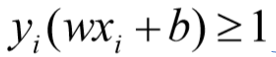 yᵢ(wxᵢ + b) ≥ 1